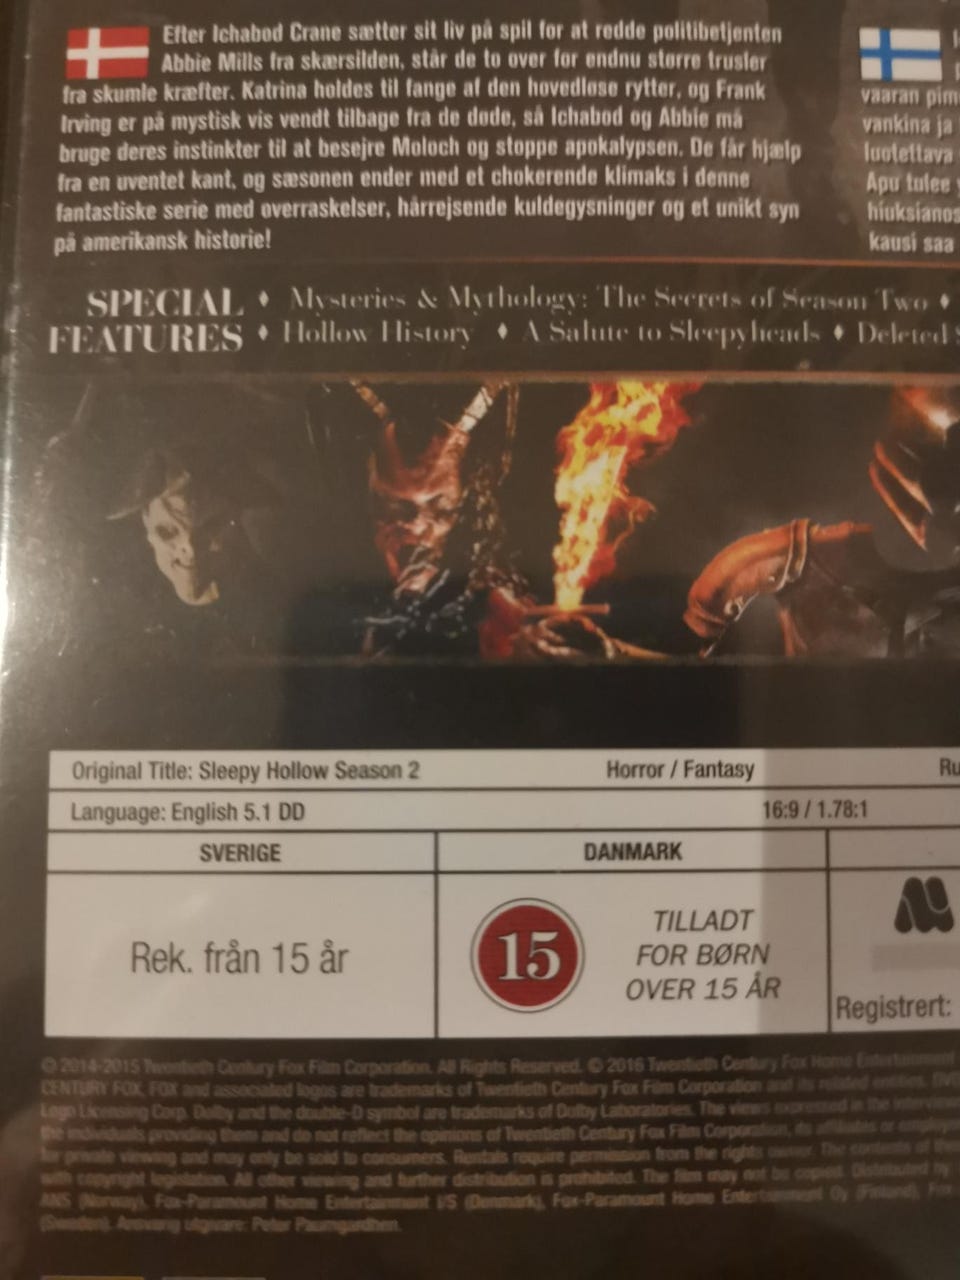 Efter Ichabod Crane sætter sit liv på spil for at redde politibetjenten
Abbie Mills fra skærsilden, står de to over for endnu større trusler
fra skumle kræfter. Katrina holdes til fange af den hovedløse rytter, og Frank
Irving er på mystisk vis vendt tilbage fra de døde, så Ichabod og Abbie må
bruge deres instinkter til at besejre Moloch og stoppe apokalypsen. De får hjælp
fra en uventet kant, og sæsonen ender med et chokerende klimaks i denne
fantastiske serie med overraskelser, hårrejsende kuldegysninger og et unikt syn
på amerikansk historie!
vaaran pim
vankina ja
luotettava
Apu tulee
hiuksianos
kausi saa
SPECIAL FEATURES
♦ Mysteries & Mythology: The Secrets of Season Two ♦
♦ Hollow History ♦ A Salute to Sleepyheads ♦ Deleted S
Original Title: Sleepy Hollow Season 2 Horror / Fantasy Ru
Language: English 5.1 DD 16:9 / 1.78:1
SVERIGE DANMARK
Rek. från 15 år
15
TILLADT
FOR BØRN
OVER 15 ÅR
Registrert:
© 2014-2015 Twentieth Century Fox Film Corporation. All Rights Reserved. © 2016 Twentieth Century Fox Home Entertainment
CENTURY FOX, FOX and associated logos are trademarks of Twentieth Century Fox Film Corporation and its related entities.
Logo Licensing Corp. Dolby and the double-D symbol are trademarks of Dolby Laboratories. The views expressed in the interviews
the individuals providing them and do not reflect the opinions of Twentieth Century Fox Film Corporation, its affiliates or
for private viewing and may only be sold to consumers. Rentals require permission from the rights owner. The contents of
with copyright legislation. All other viewing and further distribution is prohibited. The film may not be copied. Distributed by
ANS (Norway), Fox-Paramount Home Entertainment I/S (Denmark), Fox-Paramount Home Entertainment Oy (Finland), Fox
(Sweden). Ansvarig utgivare: Peter Paumgardhen.